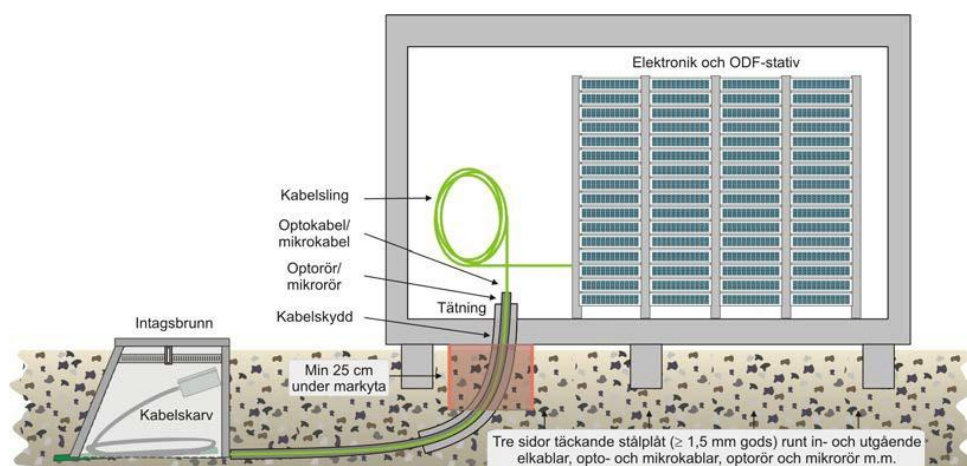 Elektronik och ODF-stativ
Kabelsling
Optokabel/
mikrokabel
Optorör/
mikrorör
Tätning
Kabelskydd
Intagsbrunn
Min 25 cm
under markyta
Kabelskarv
Tre sidor täckande stålplåt (≥ 1,5 mm gods) runt in- och utgående
elkablar, opto- och mikrokablar, optorör och mikrorör m.m.